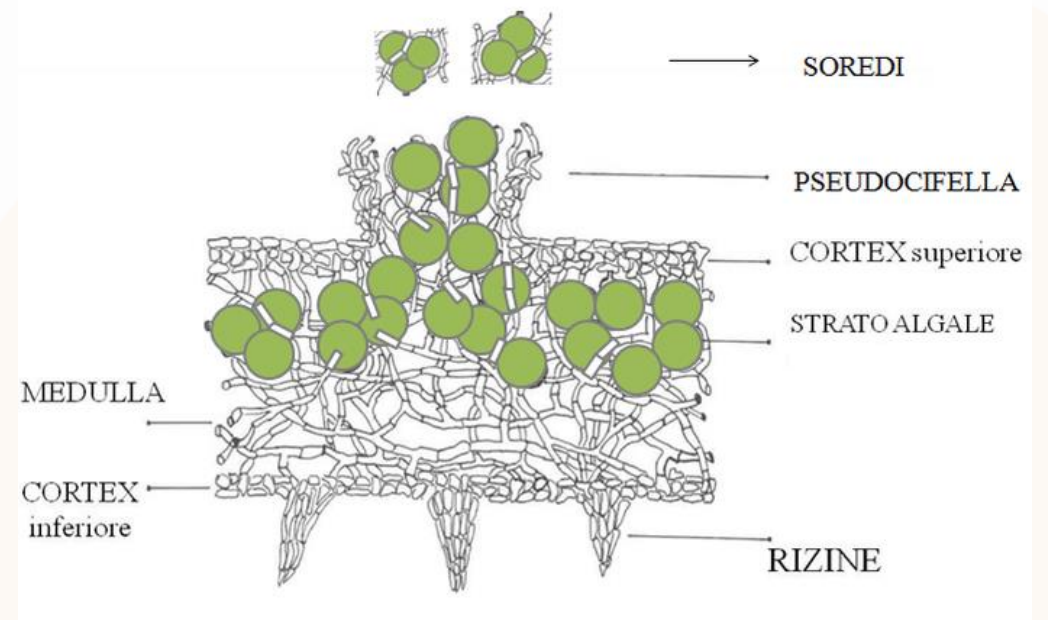 SOREDI
PSEUDOCIFELLA
CORTEX superiore
STRATO ALGALE
MEDULLA
CORTEX
inferiore
RIZINE